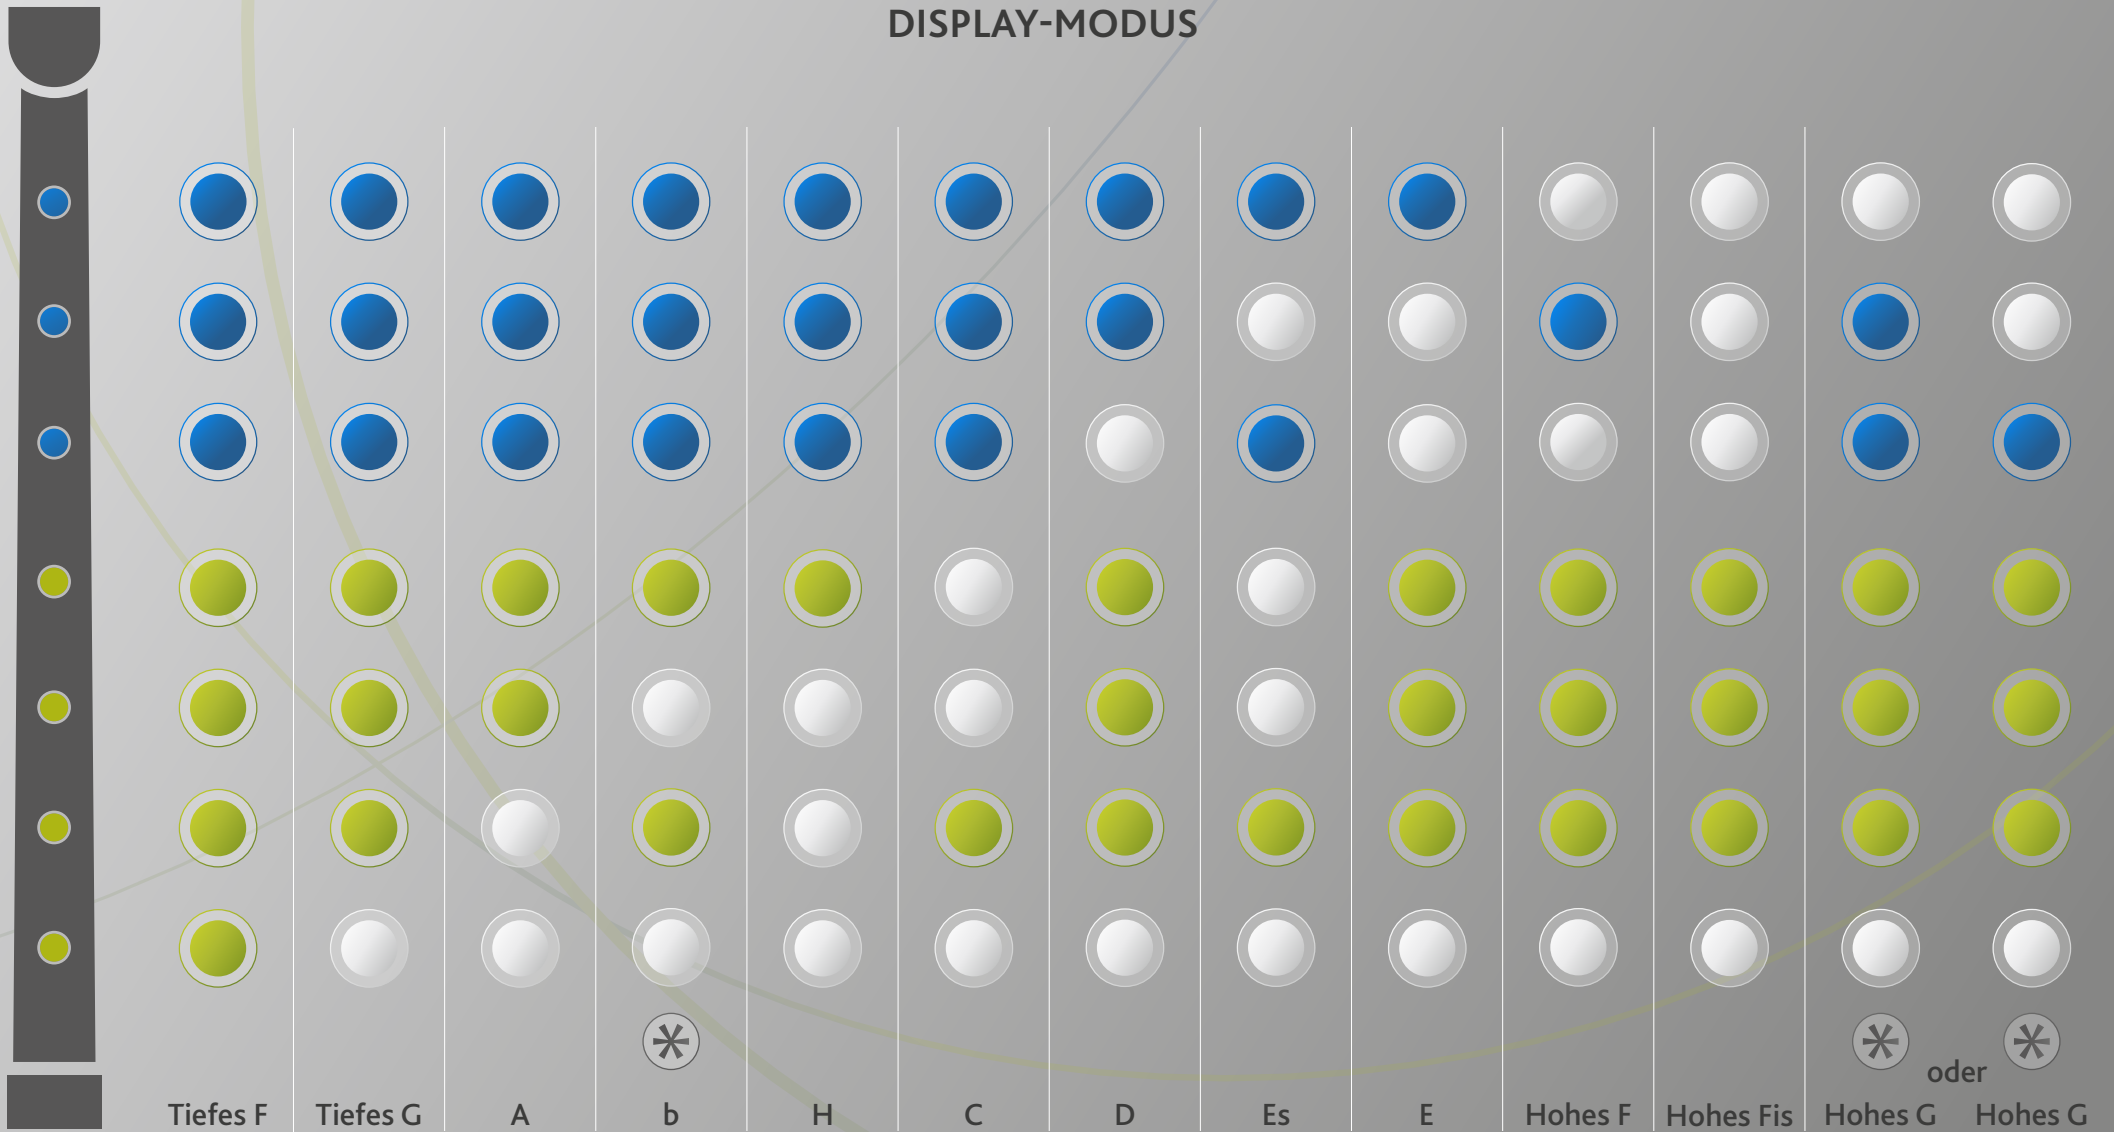 DISPLAY-MODUS
oder
Tiefes F Tiefes G A b H C D Es E Hohes F Hohes Fis Hohes G Hohes G